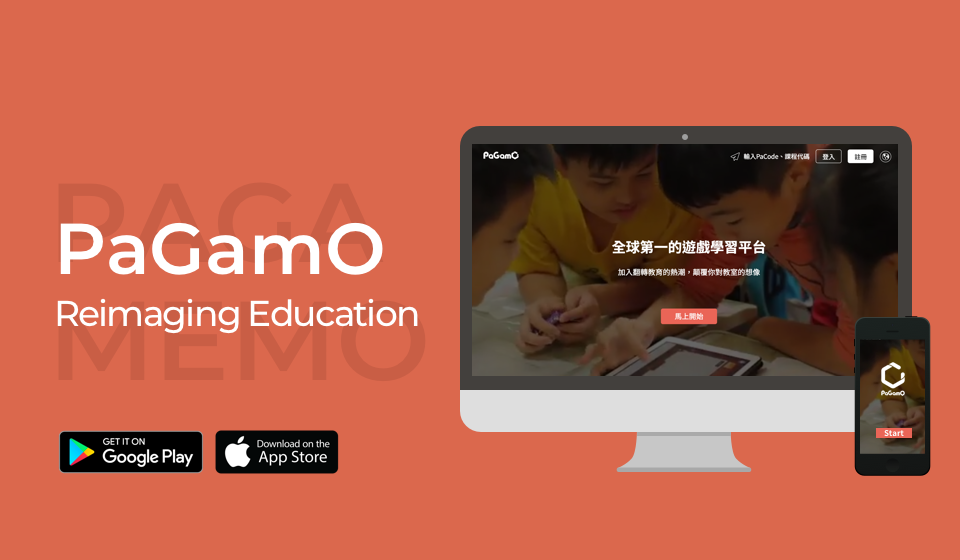 PAGA
MEMO
PaGamO
Reimaging Education
GET IT ON
Google Play
Download on the
App Store
PaGamO
輸入PaCode、課程代碼
登入
註冊
全球第一的遊戲學習平台
加入翻轉教育的熱潮，顛覆你對教室的想像
馬上開始
PaGamO
Start